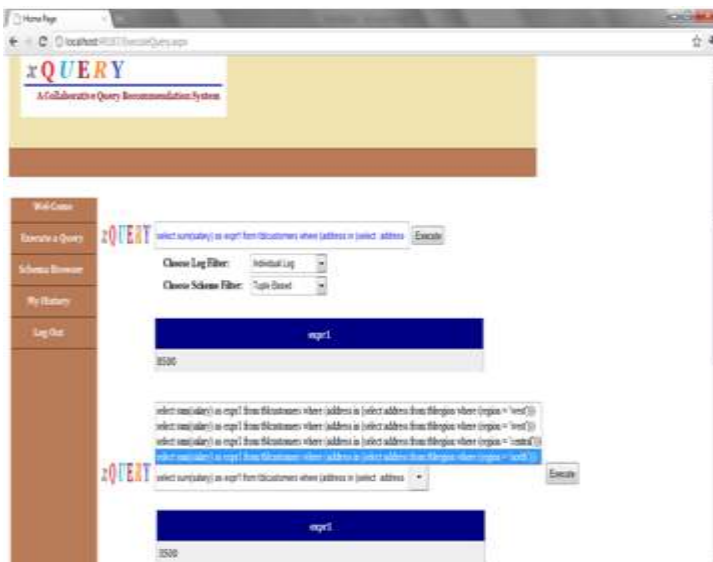 Home Page
localhost
xQUERY
A Collaborative Query Recommendation System
WelCome
Execute a Query
Schema Browser
My History
Log Out
xQUERY
select sum(salary) as expr1 from tblcustomers where (address in (select address
Execute
Choose Log Filter:
Individual Log
Choose Scheme Filter:
Tuple Based
expr1
8500
select sum(salary) as expr1 from tblcustomers where (address in (select address from tblregion where (region = 'west'))
select sum(salary) as expr1 from tblcustomers where (address in (select address from tblregion where (region = 'west'))
select sum(salary) as expr1 from tblcustomers where (address in (select address from tblregion where (region = 'central'))
select sum(salary) as expr1 from tblcustomers where (address in (select address from tblregion where (region =
xQUERY
select sum(salary) as expr1 from tblcustomers where (address in (select address
Execute
expr1
8500